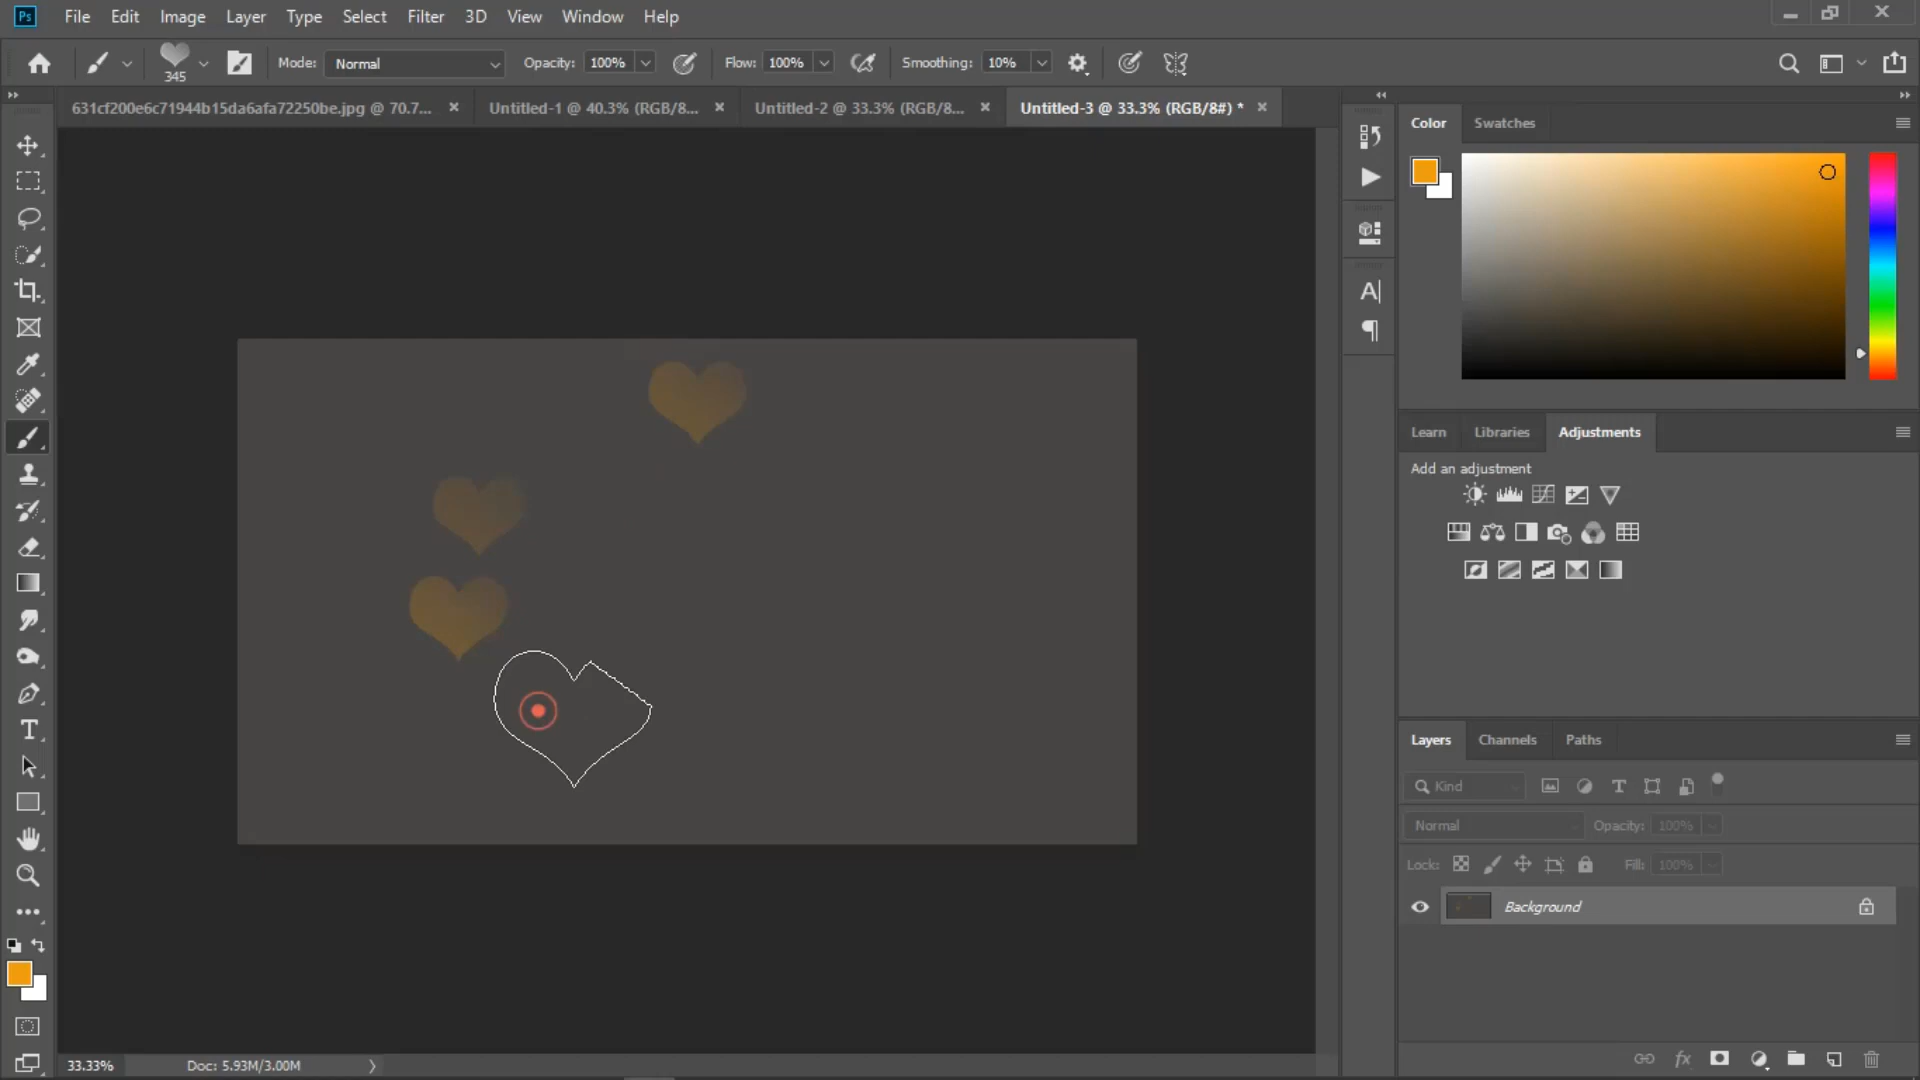 Ps File Edit Image Layer Type Select Filter 3D View Window Help
345 Mode: Normal Opacity: 100% Flow: 100% Smoothing: 10%
631cf200e6c71944b15da6afa72250be.jpg @ 70.7... Untitled-1 @ 40.3% (RGB/8... Untitled-2 @ 33.3% (RGB/8... Untitled-3 @ 33.3% (RGB/8#) *
Color Swatches
Learn Libraries Adjustments
Add an adjustment
Layers Channels Paths
Kind
Normal Opacity: 100%
Lock: Fill: 100%
Background
33.33% Doc: 5.93M/3.00M